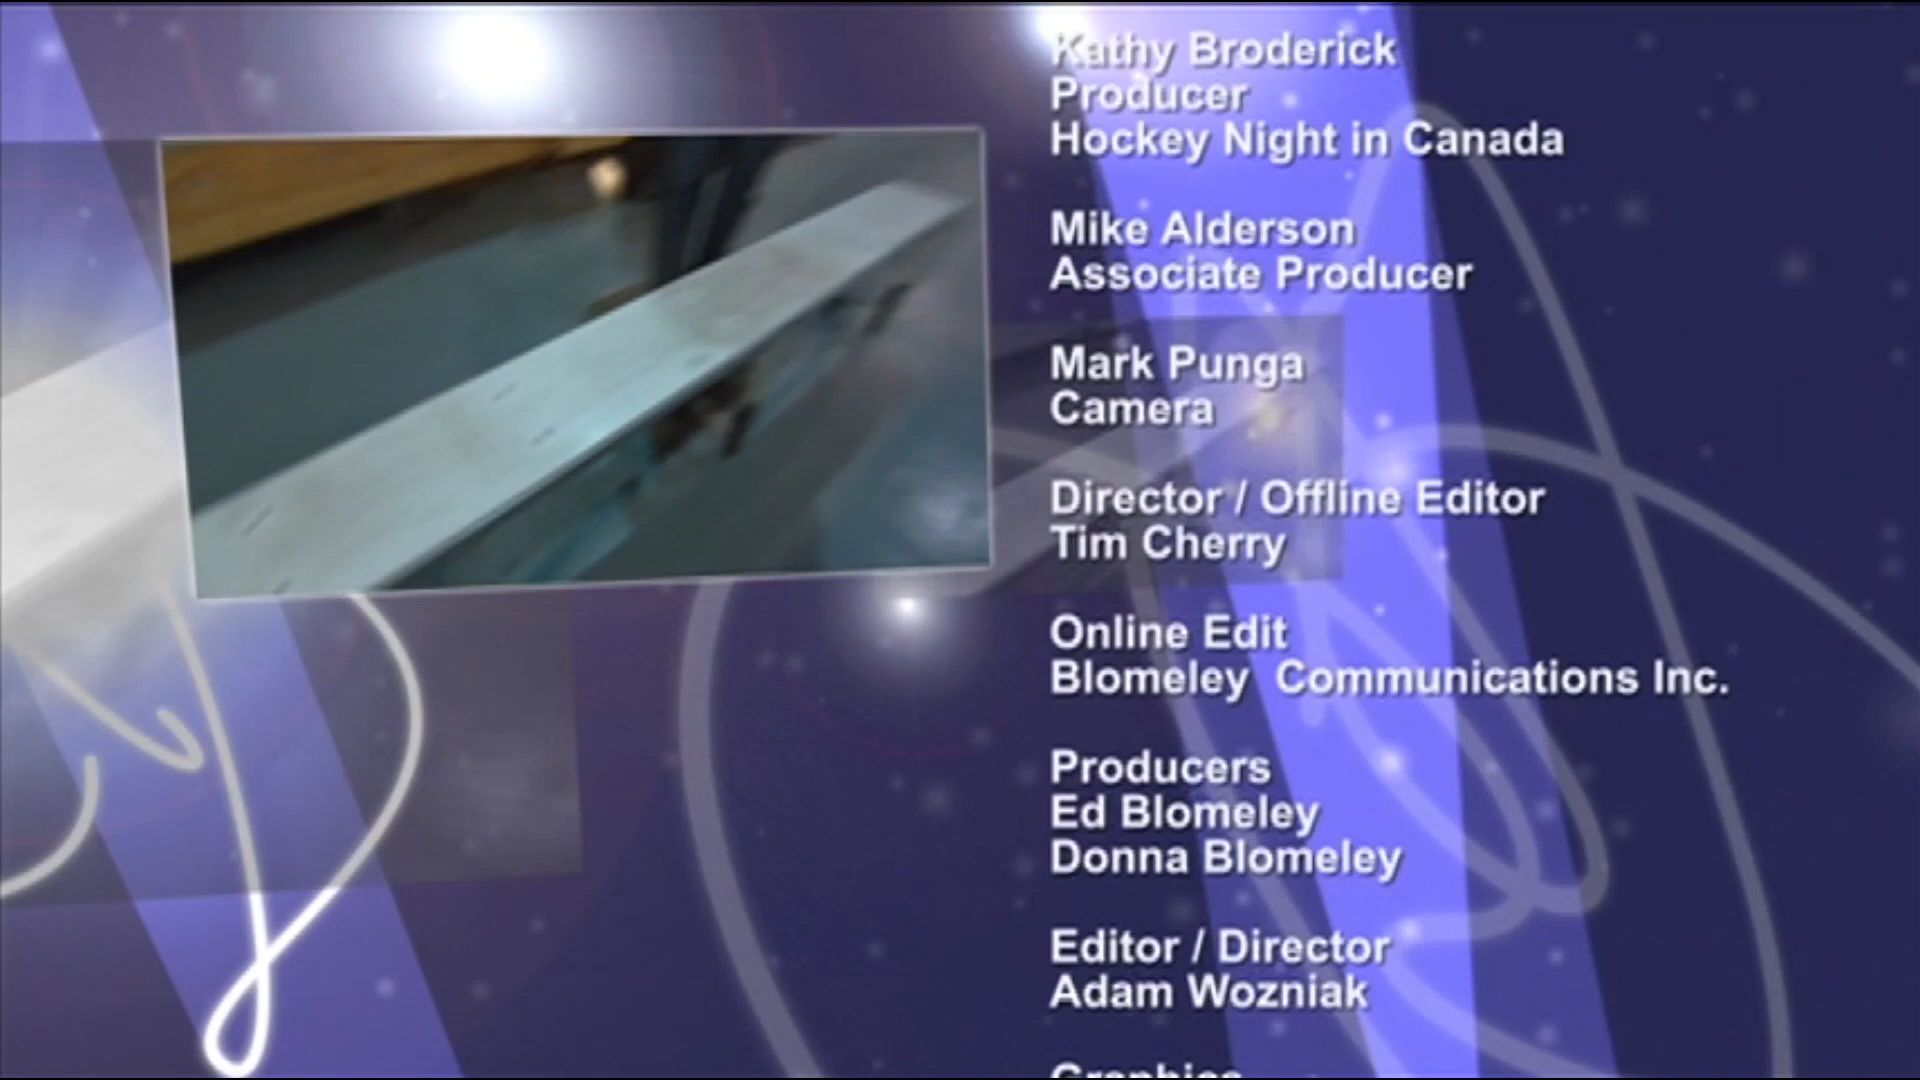 Kathy Broderick
Producer
Hockey Night in Canada
Mike Alderson
Associate Producer
Mark Punga
Camera
Director / Offline Editor
Tim Cherry
Online Edit
Blomeley Communications Inc.
Producers
Ed Blomeley
Donna Blomeley
Editor / Director
Adam Wozniak
Graphics